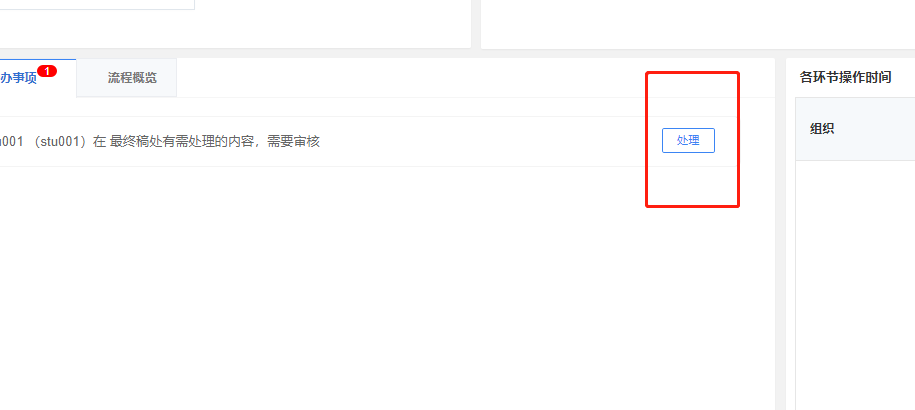 办事项 1
流程概览
各环节操作时间
组织
u001 （stu001）在 最终稿处有需处理的内容，需要审核
处理